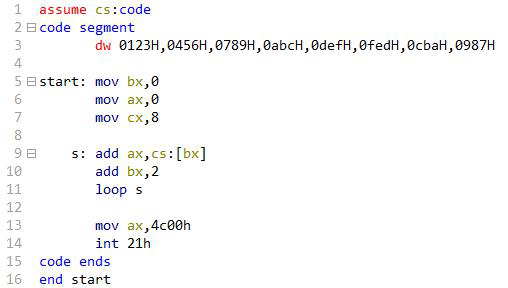 1 assume cs:code
2 code segment
3 dw 0123H,0456H,0789H,0abcH,0defH,0fedH,0cbaH,0987H
4
5 start: mov bx,0
6 mov ax,0
7 mov cx,8
8
9 s: add ax,cs:[bx]
10 add bx,2
11 loop s
12
13 mov ax,4c00h
14 int 21h
15 code ends
16 end start